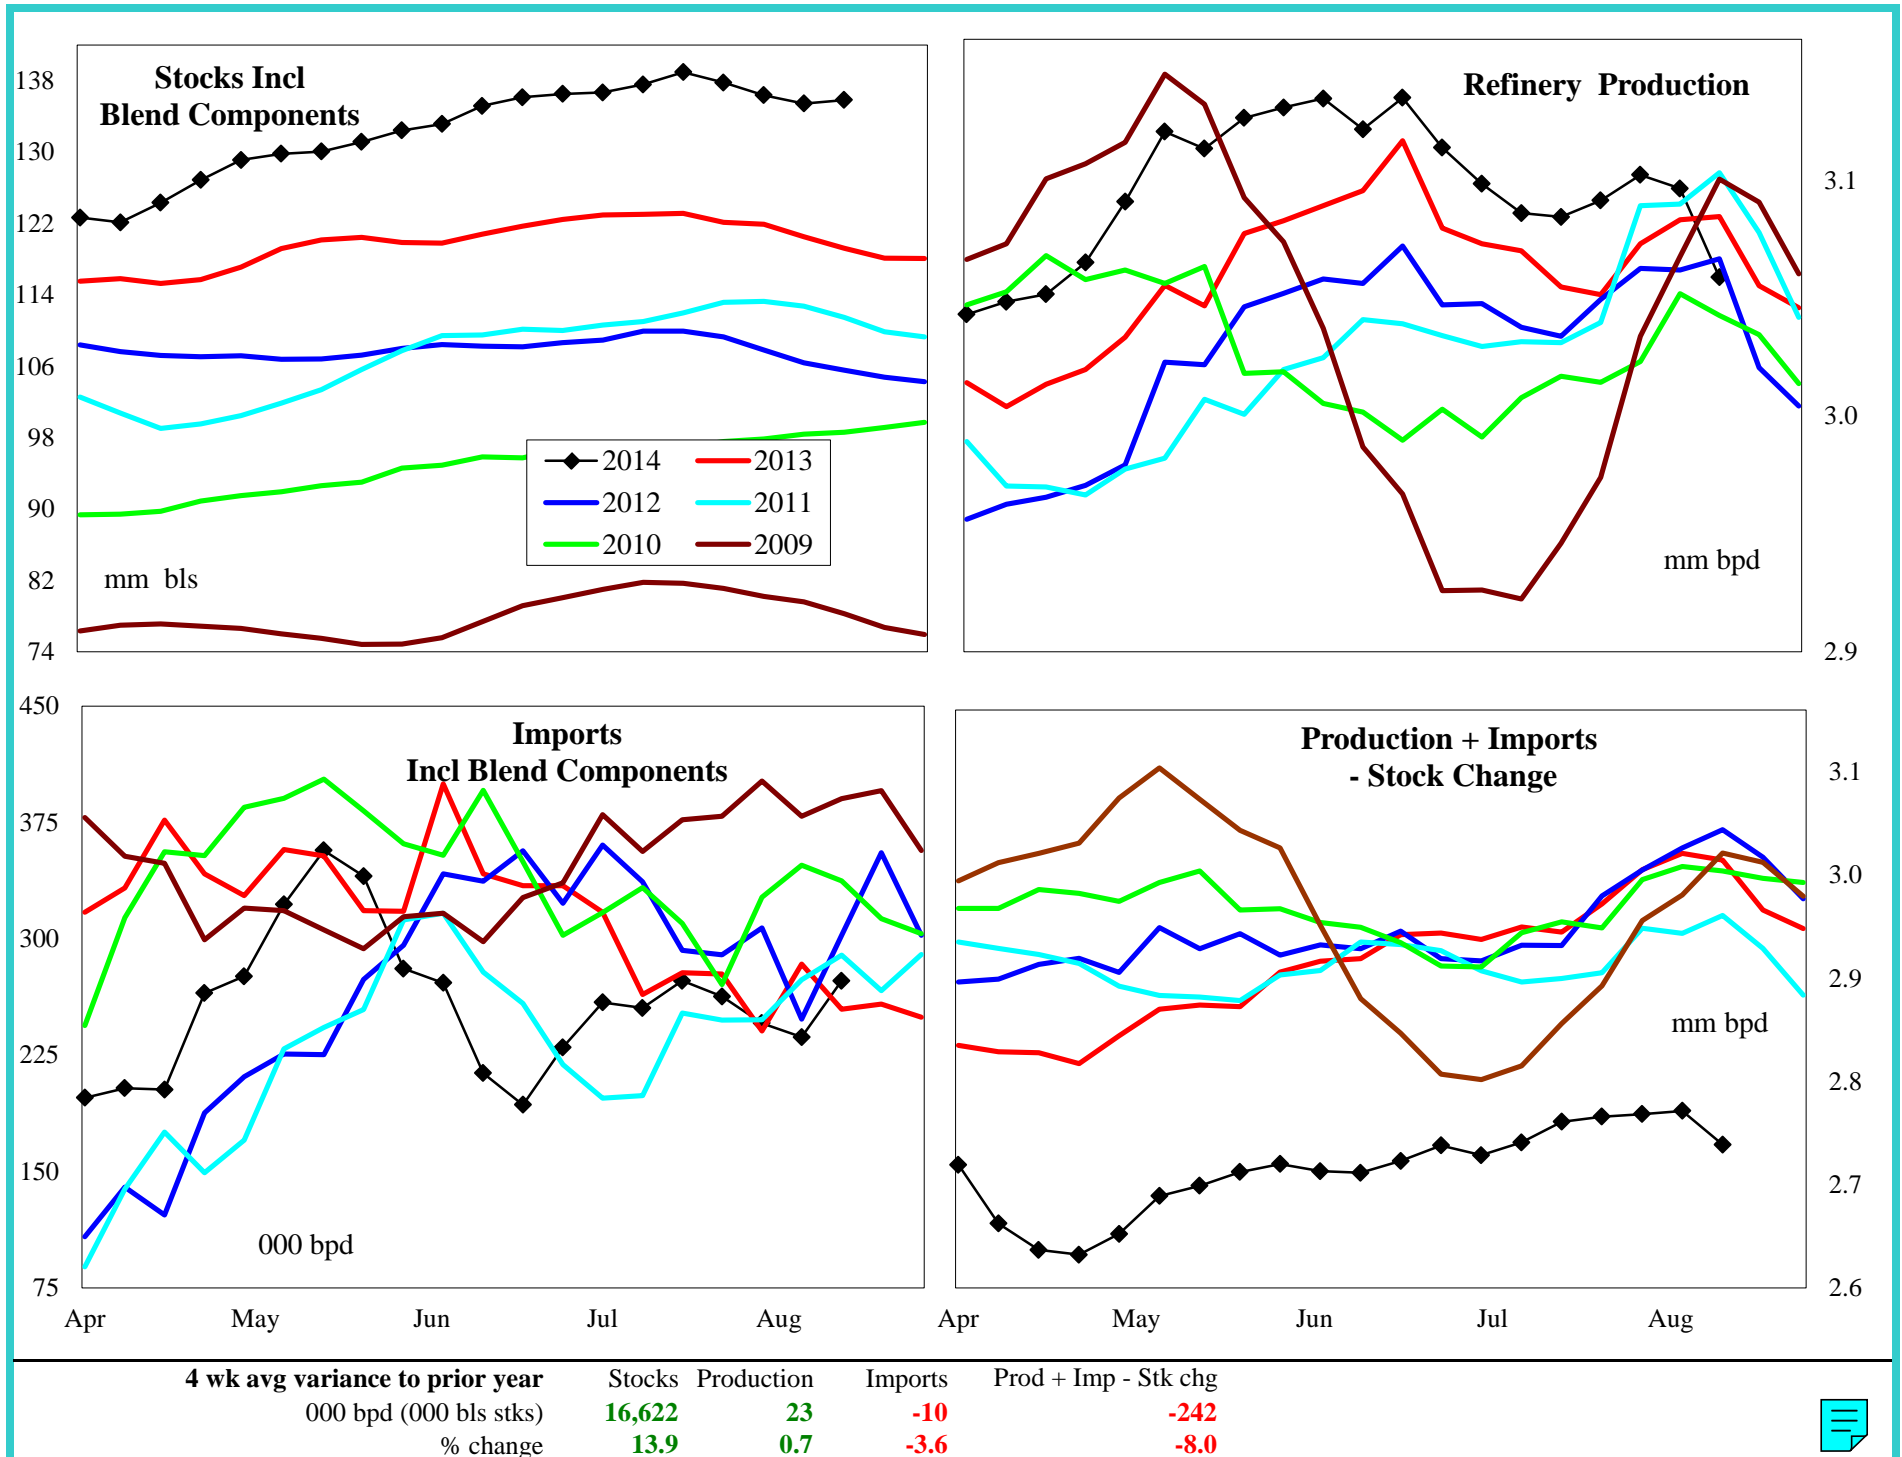 Stocks Incl
Blend Components
138
130
122
114
106
98
90
82
74
mm bls
2014 2013
2012 2011
2010 2009
Refinery Production
3.1
3.0
2.9
mm bpd
Imports
Incl Blend Components
450
375
300
225
150
75
000 bpd
Apr May Jun Jul Aug
Production + Imports
- Stock Change
3.1
3.0
2.9
2.8
2.7
2.6
mm bpd
Apr May Jun Jul Aug
4 wk avg variance to prior year Stocks Production Imports Prod + Imp - Stk chg
000 bpd (000 bls stks) 16,622 23 -10 -242
% change 13.9 0.7 -3.6 -8.0